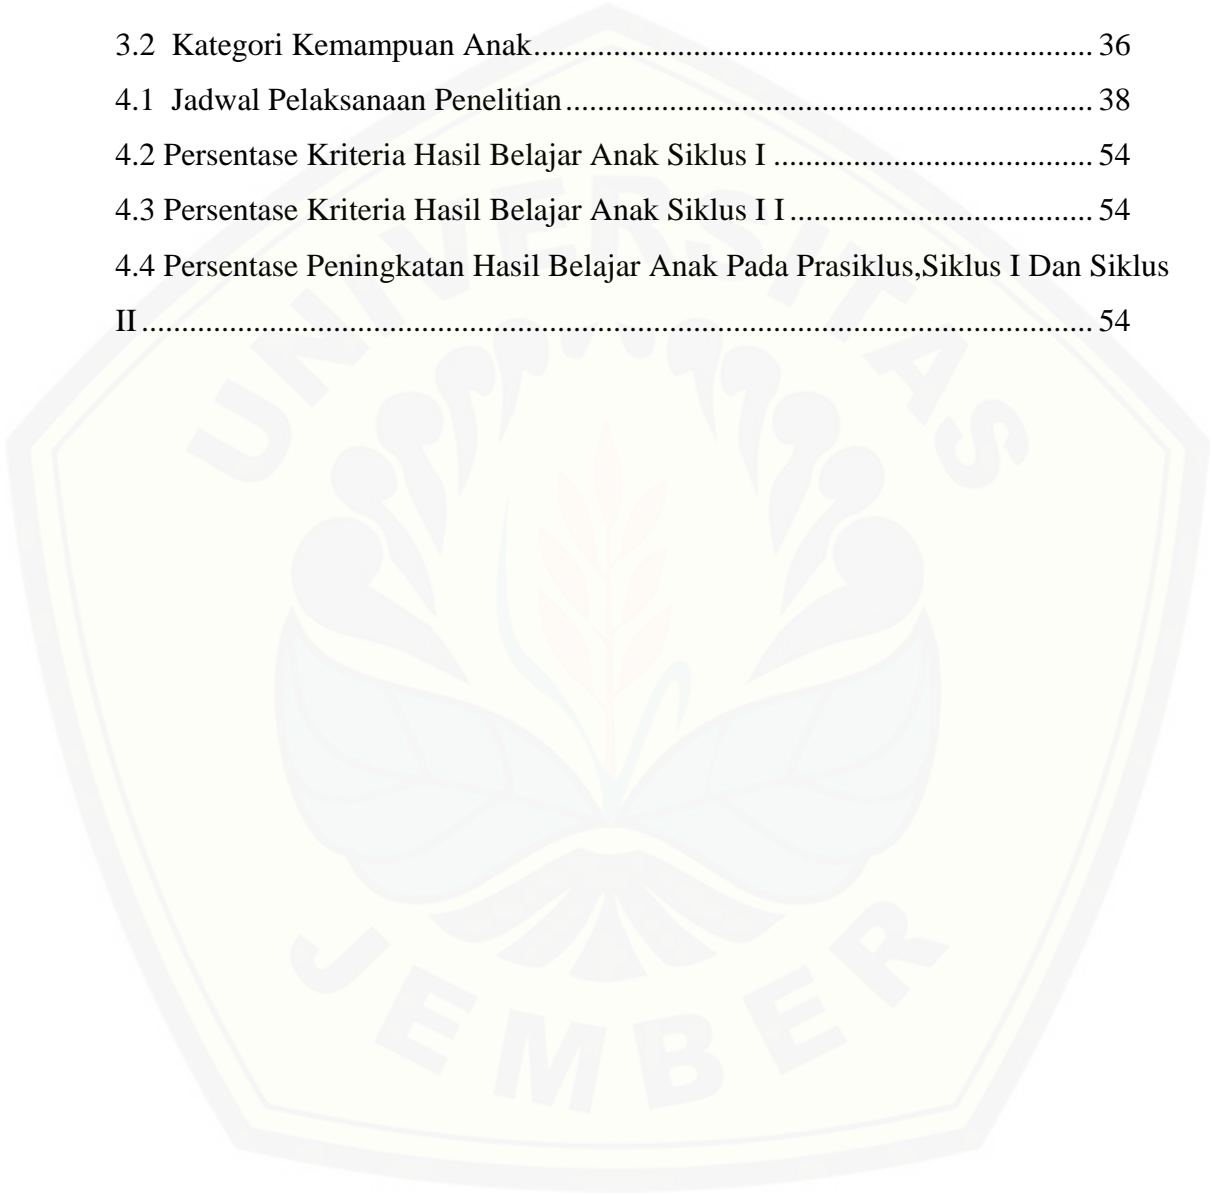 3.2 Kategori Kemampuan Anak.................................................................... 36
4.1 Jadwal Pelaksanaan Penelitian................................................................ 38
4.2 Persentase Kriteria Hasil Belajar Anak Siklus I ...................................... 54
4.3 Persentase Kriteria Hasil Belajar Anak Siklus I I .................................... 54
4.4 Persentase Peningkatan Hasil Belajar Anak Pada Prasiklus,Siklus I Dan Siklus
II.................................................................................................................... 54
UNIVERSITAS
JEMBER